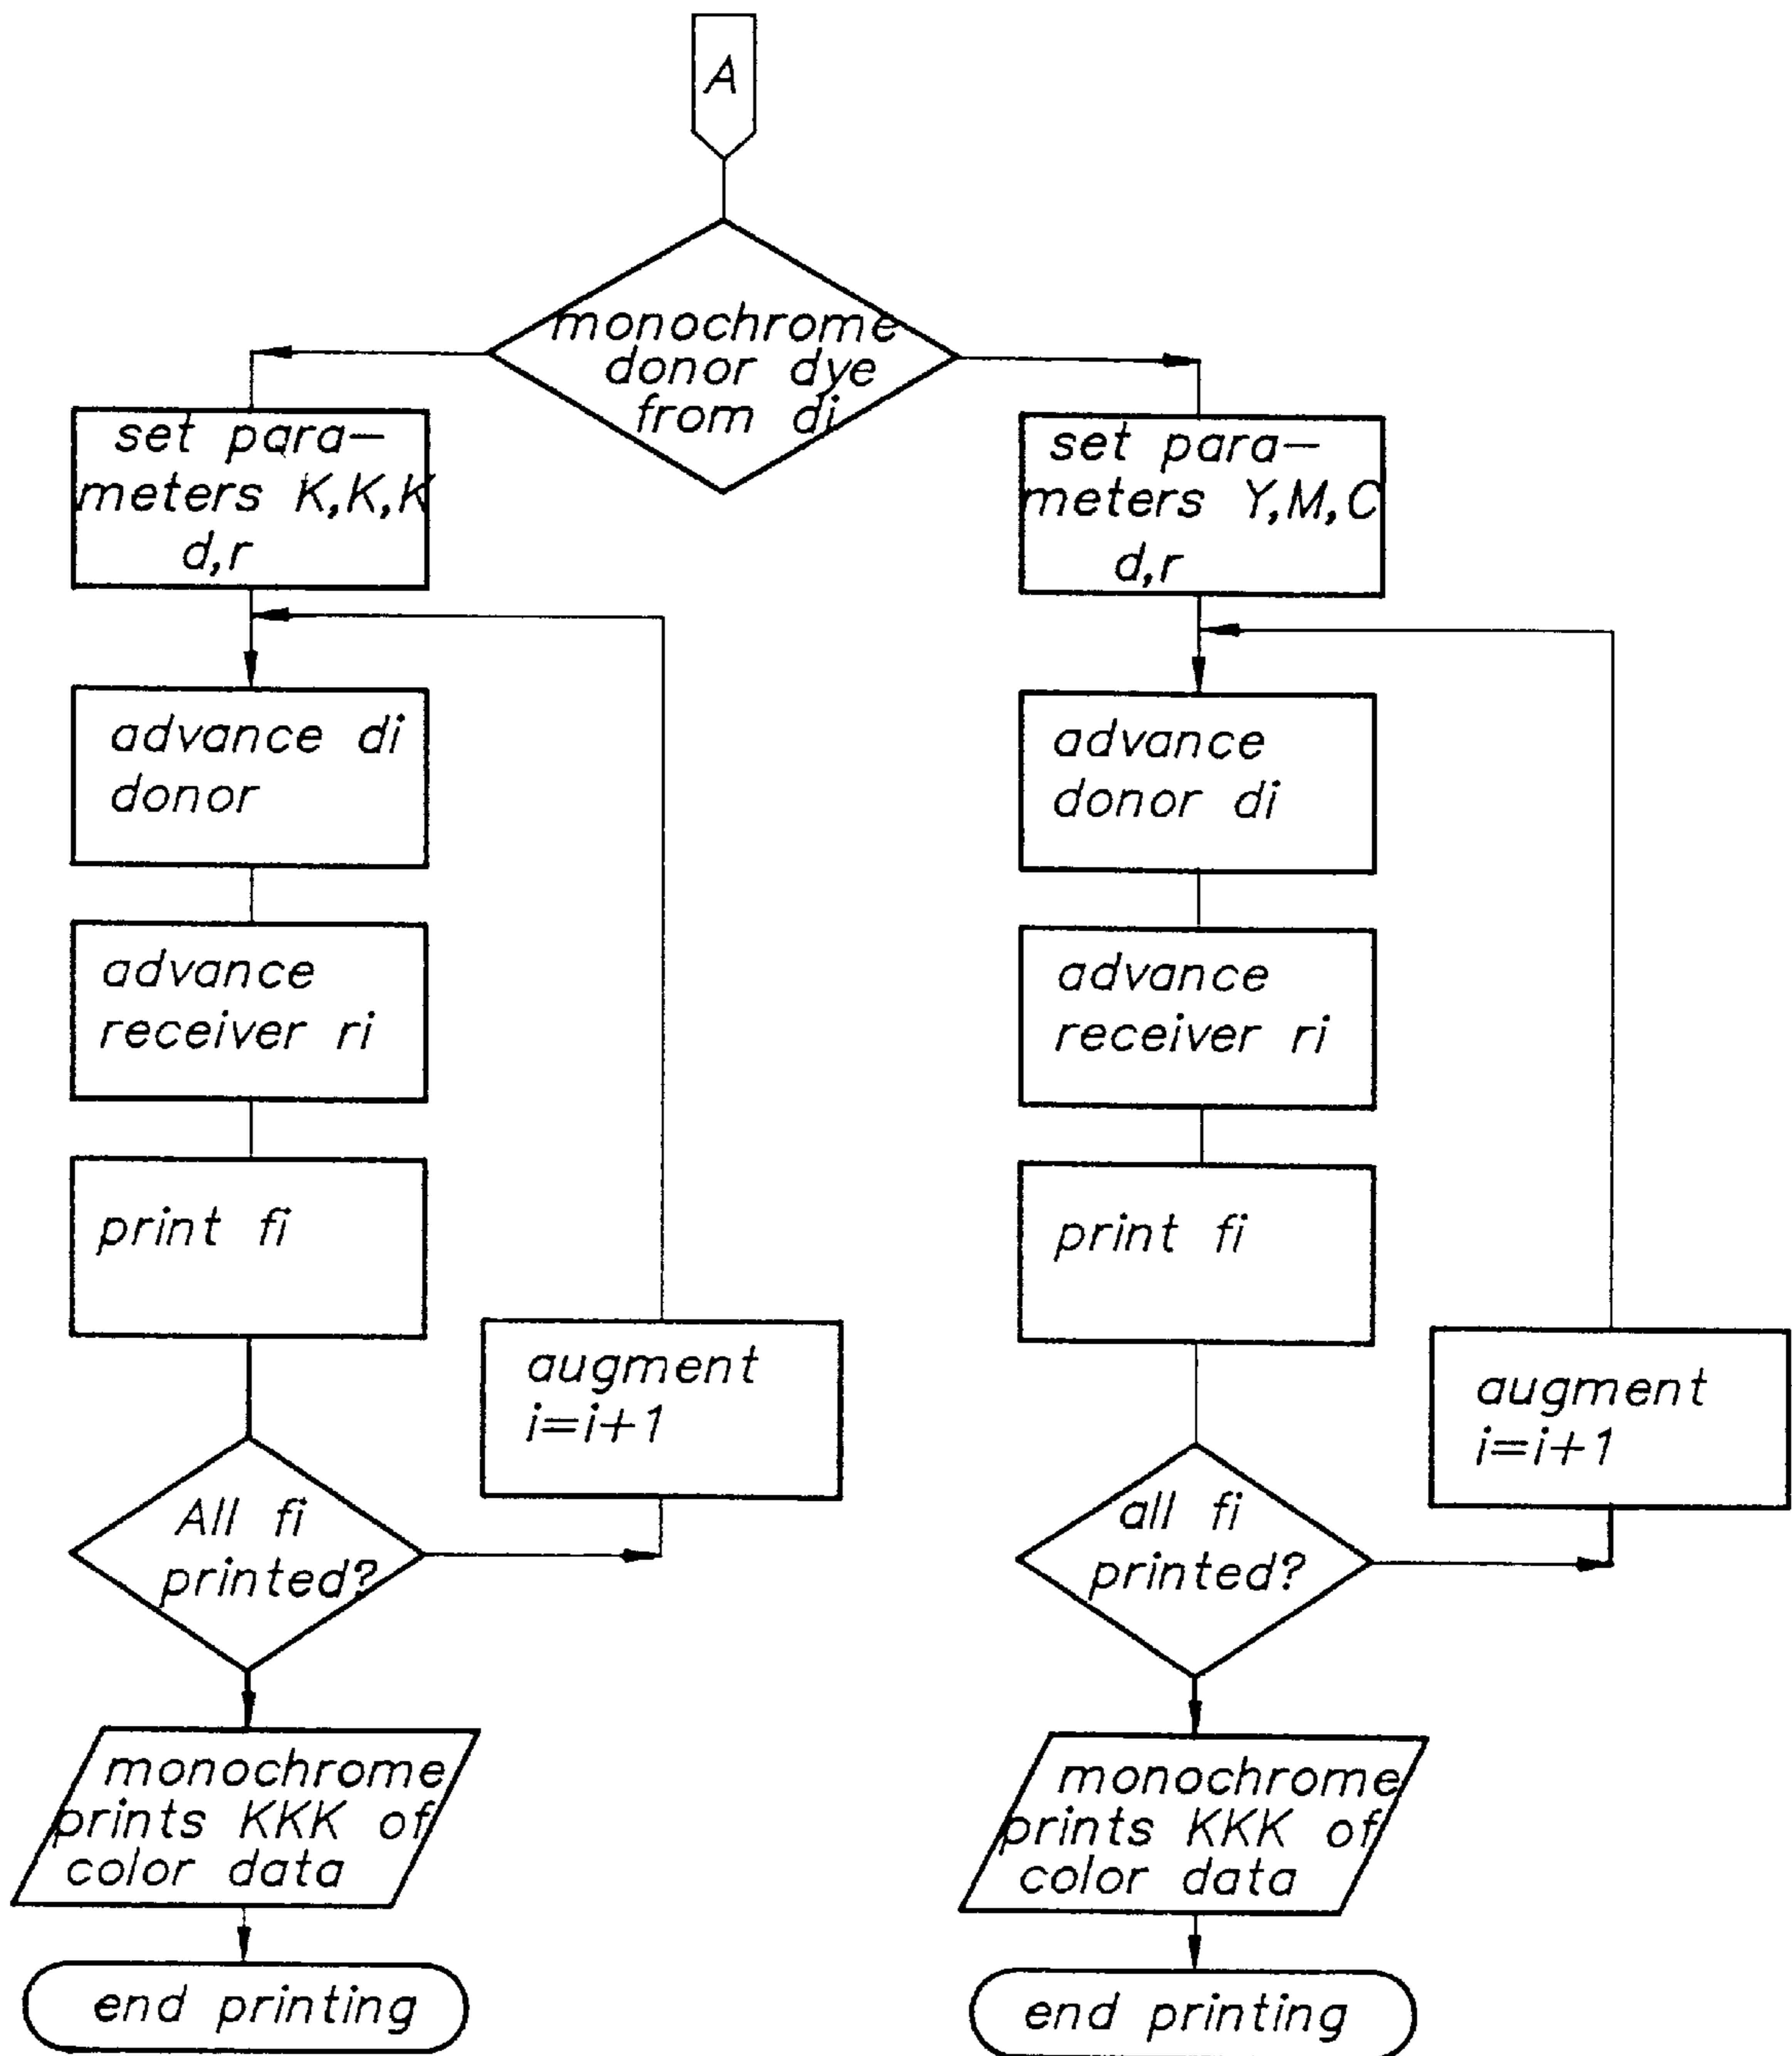 A
monochrome
donor dye
from di
set para-
meters K,K,K
d,r
advance di
donor
advance
receiver ri
print fi
augment
i=i+1
All fi
printed?
monochrome
prints KKK of
color data
end printing
set para-
meters Y,M,C
d,r
advance
donor di
advance
receiver ri
print fi
augment
i=i+1
all fi
printed?
monochrome
prints KKK of
color data
end printing